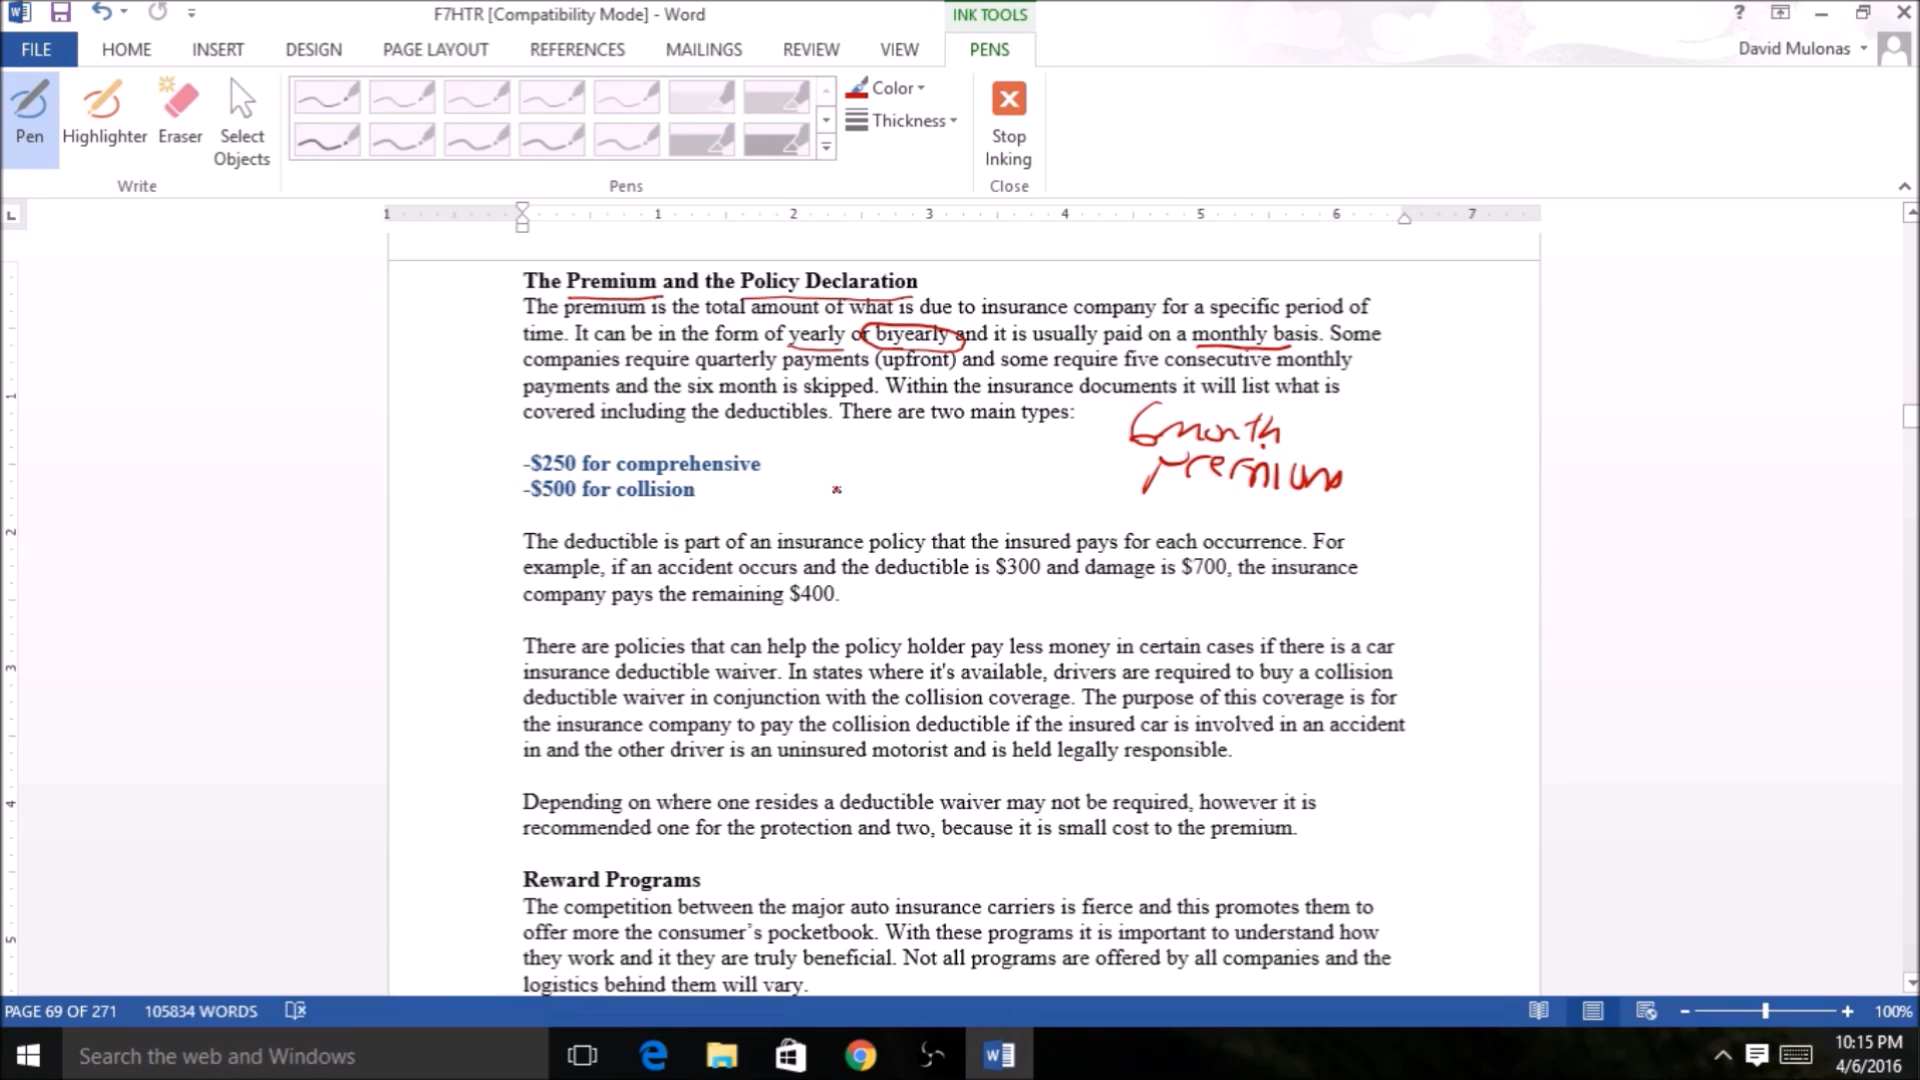 F7HTR [Compatibility Mode] - Word
INK TOOLS
?
FILE HOME INSERT DESIGN PAGE LAYOUT REFERENCES MAILINGS REVIEW VIEW PENS
David Mulonas
Pen Highlighter Eraser Select Objects
Color
Thickness
Stop Inking
Write Pens Close
1 1 2 3 4 5 6 7
The Premium and the Policy Declaration
The premium is the total amount of what is due to insurance company for a specific period of
time. It can be in the form of yearly or biyearly and it is usually paid on a monthly basis. Some
companies require quarterly payments (upfront) and some require five consecutive monthly
payments and the six month is skipped. Within the insurance documents it will list what is
covered including the deductibles. There are two main types:
6 month
premiums
-$250 for comprehensive
-$500 for collision
The deductible is part of an insurance policy that the insured pays for each occurrence. For
example, if an accident occurs and the deductible is $300 and damage is $700, the insurance
company pays the remaining $400.
There are policies that can help the policy holder pay less money in certain cases if there is a car
insurance deductible waiver. In states where it's available, drivers are required to buy a collision
deductible waiver in conjunction with the collision coverage. The purpose of this coverage is for
the insurance company to pay the collision deductible if the insured car is involved in an accident
in and the other driver is an uninsured motorist and is held legally responsible.
Depending on where one resides a deductible waiver may not be required, however it is
recommended one for the protection and two, because it is small cost to the premium.
Reward Programs
The competition between the major auto insurance carriers is fierce and this promotes them to
offer more the consumer’s pocketbook. With these programs it is important to understand how
they work and it they are truly beneficial. Not all programs are offered by all companies and the
logistics behind them will vary.
1
2
3
4
5
PAGE 69 OF 271 105834 WORDS 100%
Search the web and Windows
10:15 PM
4/6/2016